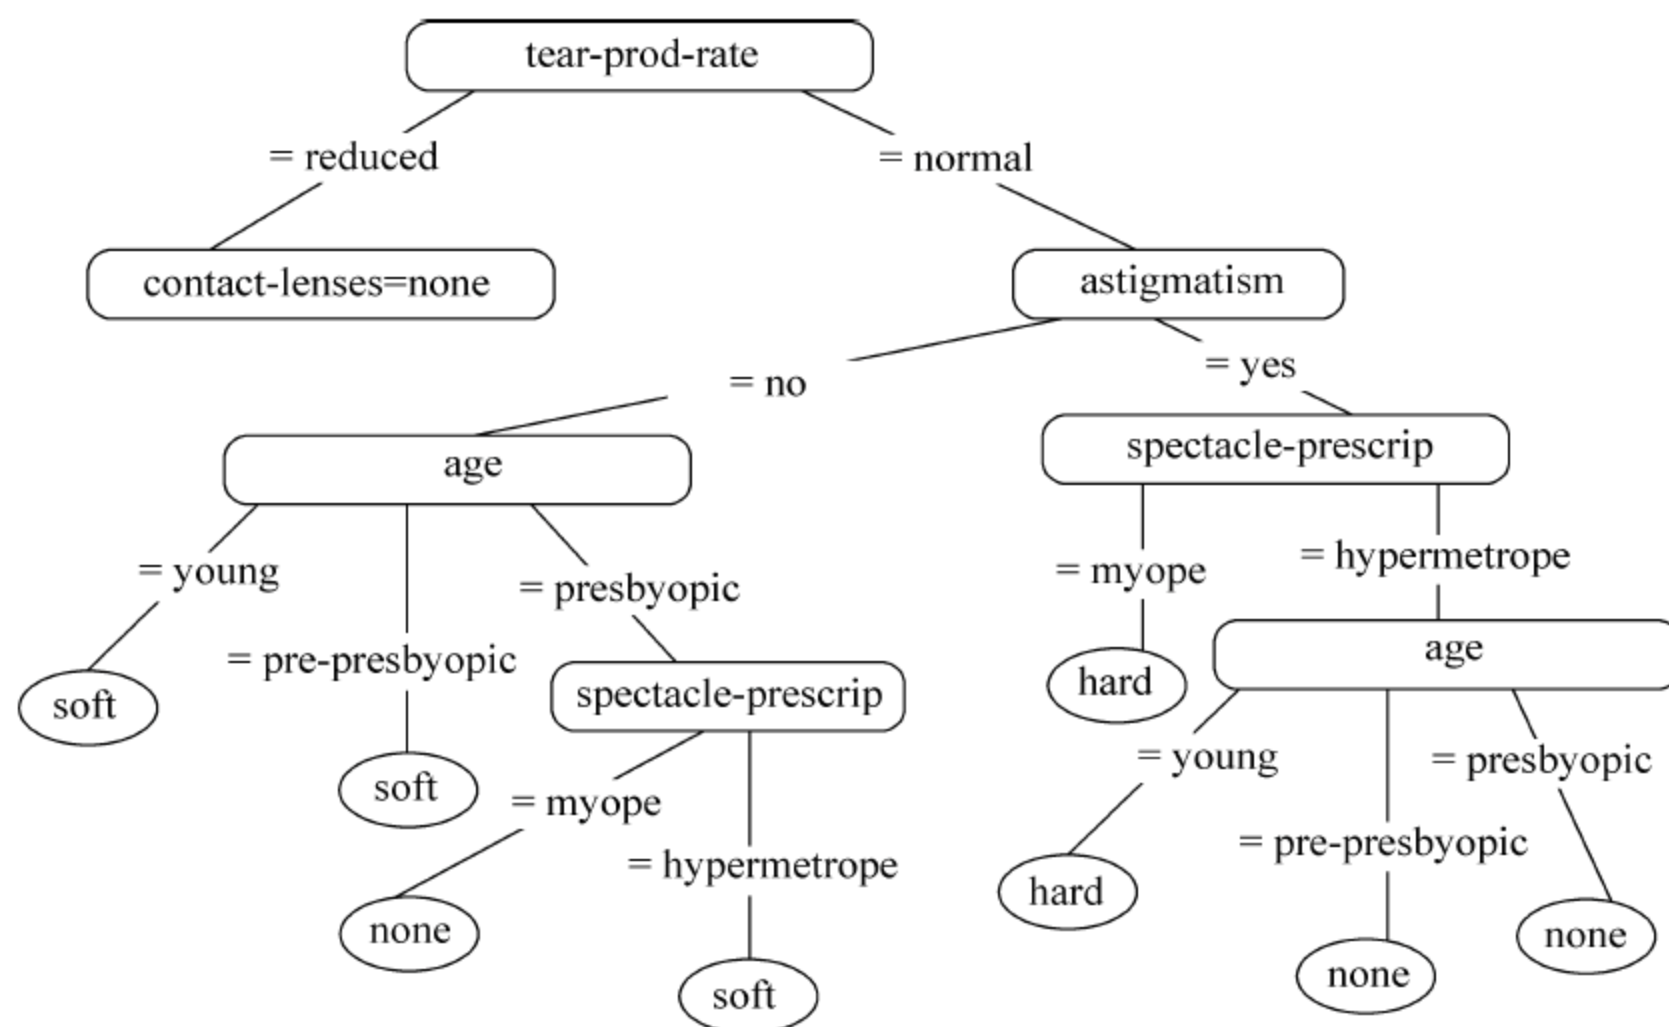 tear-prod-rate
= reduced
= normal
contact-lenses=none
astigmatism
= no
= yes
age
spectacle-prescrip
= young
= pre-presbyopic
= presbyopic
= myope
= hypermetrope
soft
soft
spectacle-prescrip
hard
age
= myope
= hypermetrope
= young
= pre-presbyopic
= presbyopic
none
soft
hard
none
none